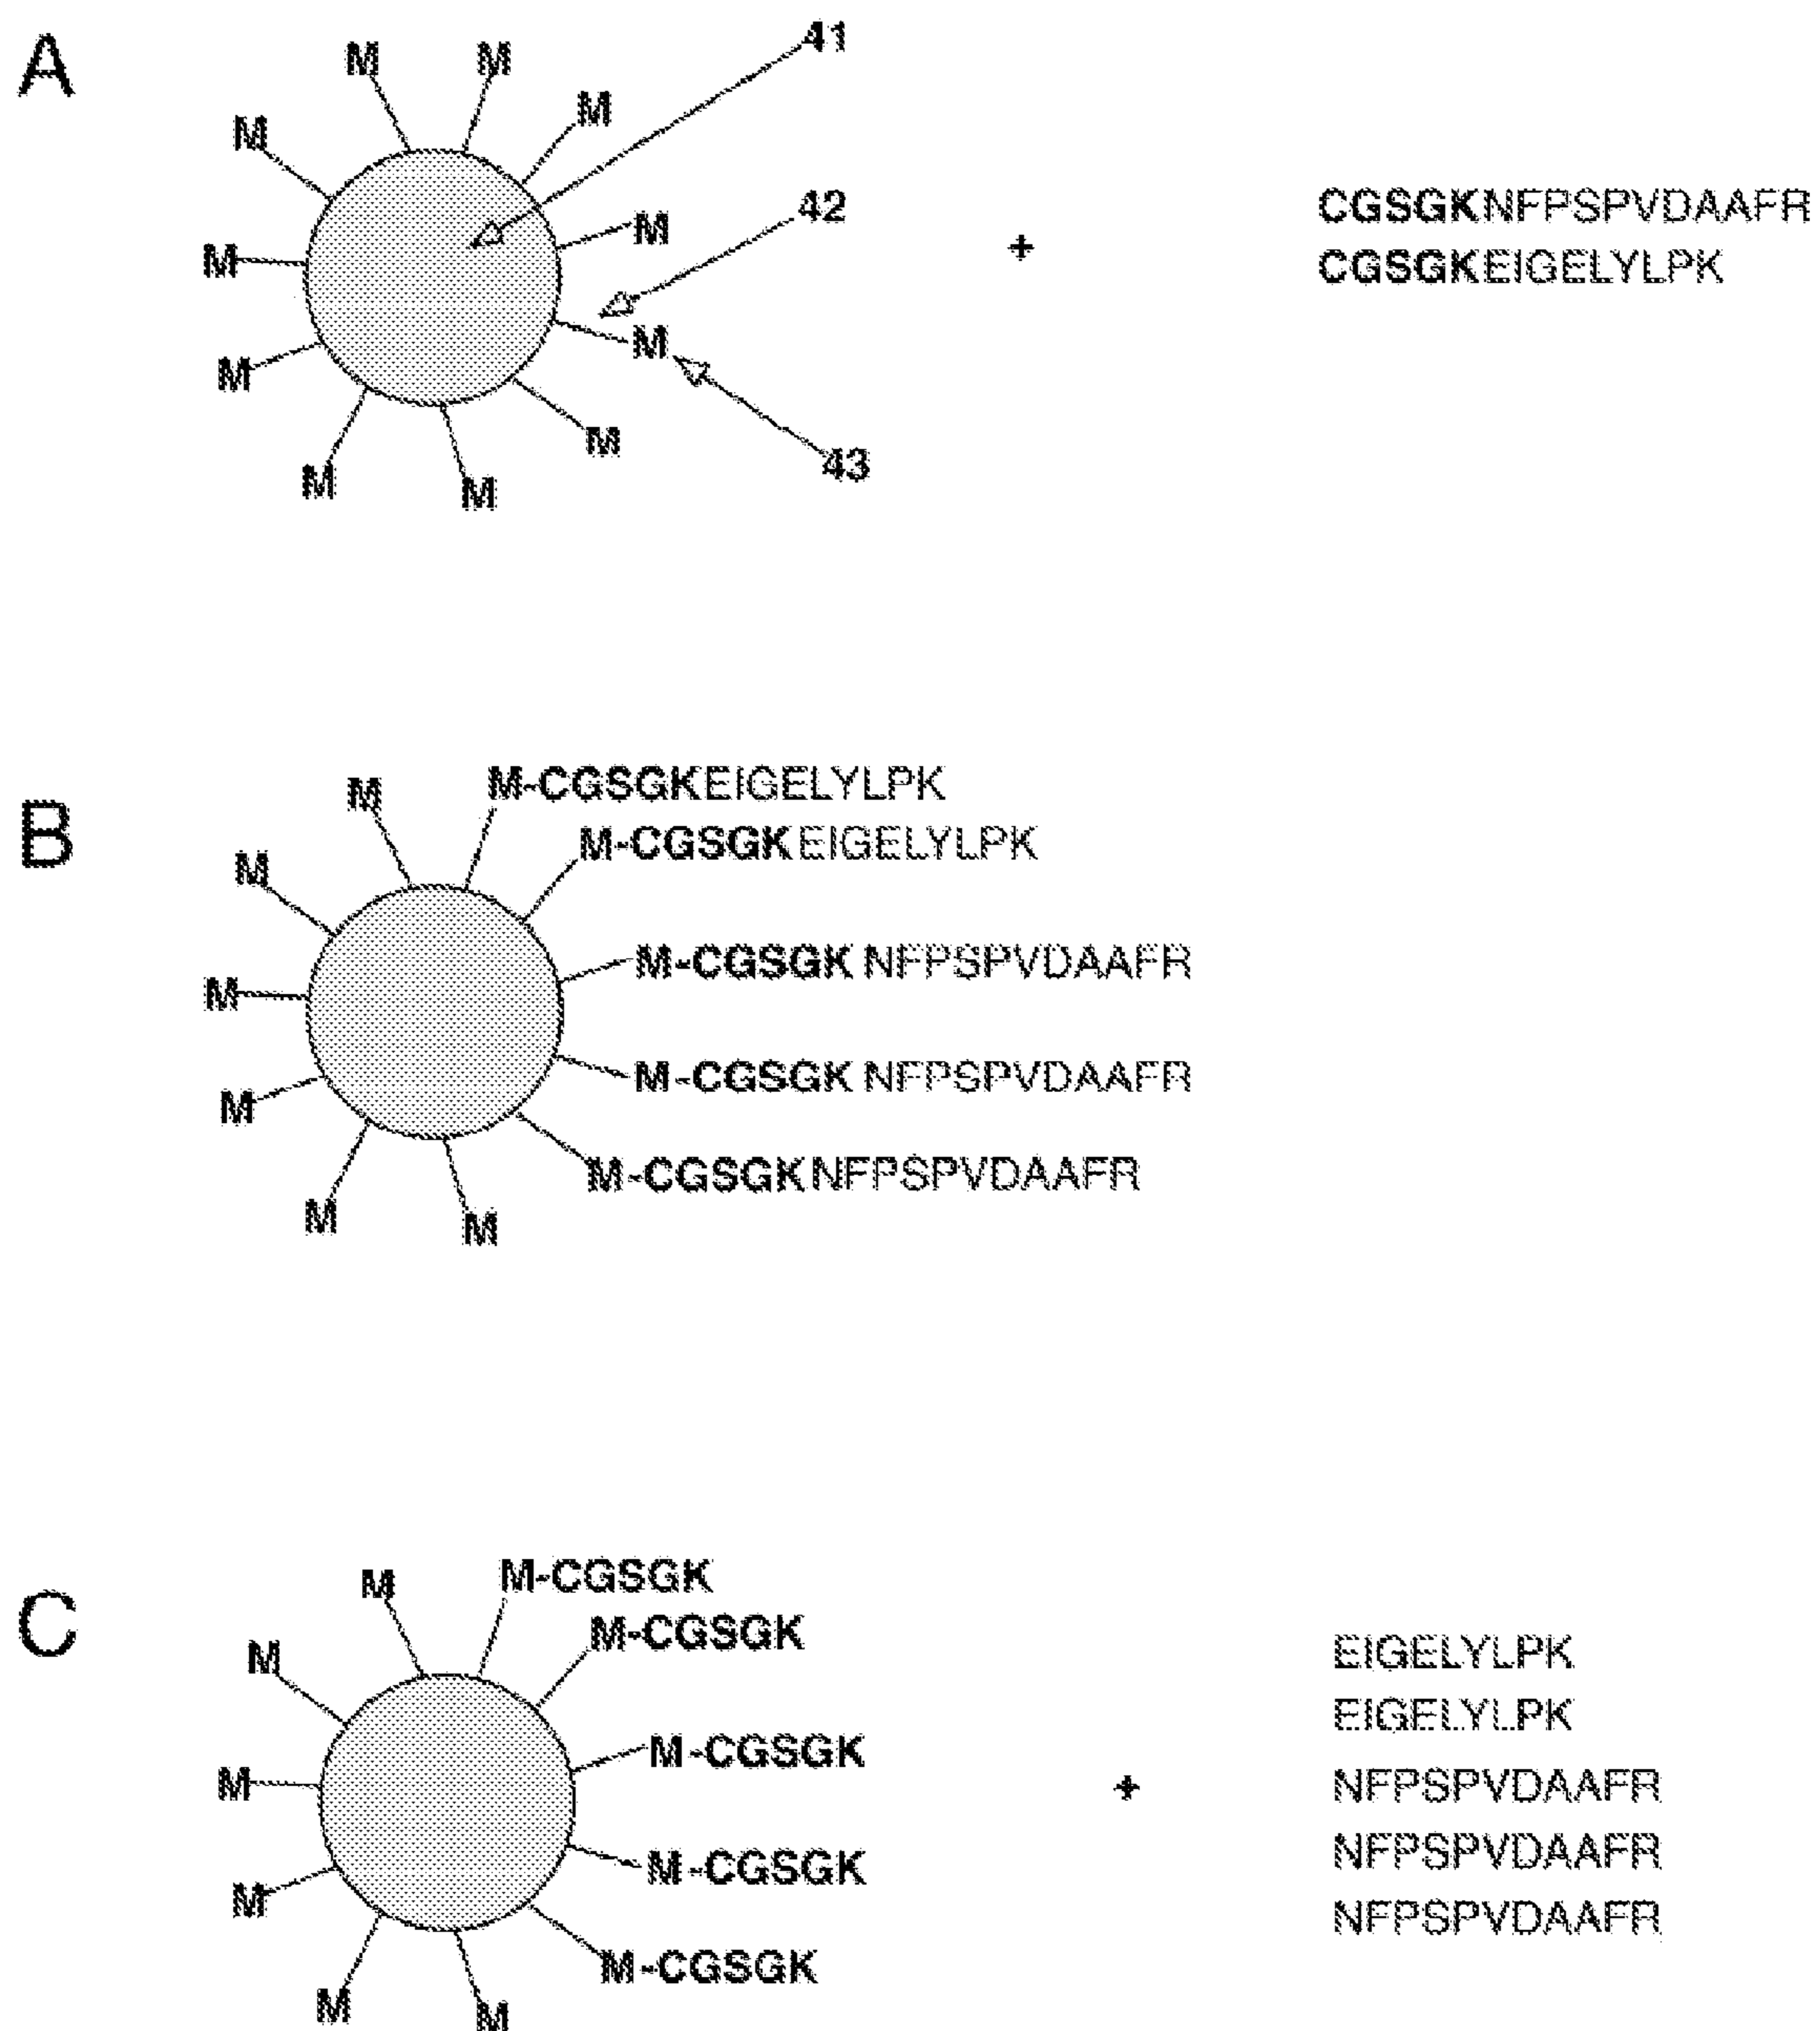 A
M M
M
M
M
M
M
M
M
M
M
41
42
43
+
CGSGKNFPSPVDAAFR
CGSGKEIGELYLPK
B
M
M-CGSGKEIGELYLPK
M-CGSGKEIGELYLPK
M
M-CGSGK NFPSPVDAAFR
M
M-CGSGK NFPSPVDAAFR
M
M-CGSGKNFPSPVDAAFR
M
M
C
M
M-CGSGK
M-CGSGK
M
M-CGSGK
M
M-CGSGK
M
M-CGSGK
M
M
+
EIGELYLPK
EIGELYLPK
NFPSPVDAAFR
NFPSPVDAAFR
NFPSPVDAAFR